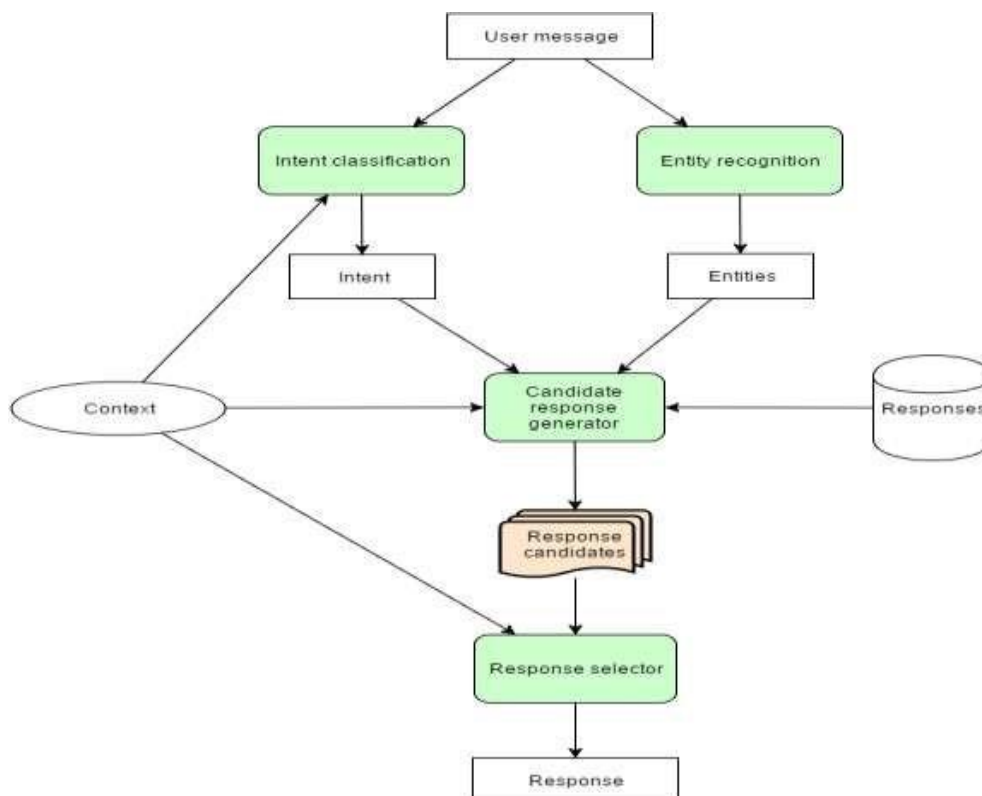 User message
Intent classification
Entity recognition
Intent
Entities
Context
Candidate
response
generator
Responses
Response
candidates
Response selector
Response